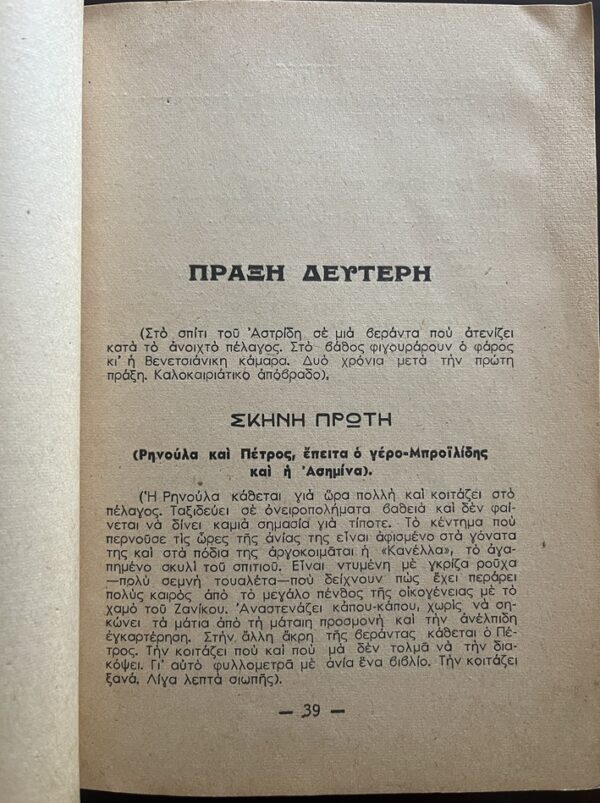 ΠΡΑΞΗ ΔΕΥΤΕΡΗ
(Στὸ σπίτι τοῦ Ἀστρίδη σὲ μιὰ βεράντα ποὺ ἀτενίζει
κατὰ τὸ ἀνοιχτὸ πέλαγος. Στὸ βάθος φιγουράρουν ὁ φάρος
κι’ ἡ Βενετσιάνικη κάμαρα. Δυὸ χρόνια μετὰ τὴν πρώτη
πράξη. Καλοκαιριάτικο ἀπόβραδο),
ΣΚΗΝΗ ΠΡΩΤΗ
(Ρηνούλα καὶ Πέτρος, ἔπειτα ὁ γέρο-Μπροϊλίδης
καὶ ἡ Ἀσημίνα).
(Ἡ Ρηνούλα κάθεται γιὰ ὥρα πολλὴ καὶ κοιτάζει στὸ
πέλαγος. Ταξιδεύει σὲ ὀνειροπολήματα βαθειὰ καὶ δὲν φαί-
νεται νὰ δίνει καμιὰ σημασία γιὰ τίποτε. Τὸ κέντημα ποὺ
περνοῦσε τὶς ὧρες τῆς ἀνίας της εἶναι ἀφισμένο στὰ γόνατα
της καὶ στὰ πόδια της ἀργοκοιμᾶται ἡ «Κανέλλα», τὸ ἀγα-
πημένο σκυλὶ τοῦ σπιτιοῦ. Εἶναι ντυμένη μὲ γκρίζα ροῦχα
—πολὺ σεμνὴ τουαλέτα—ποὺ δείχνουν πὼς ἔχει περάρει
πολὺς καιρὸς ἀπὸ τὸ μεγάλο πένθος τῆς οἰκογένειας μὲ τὸ
χαμὸ τοῦ Ζανίκου. Ἀναστενάζει κάπου-κάπου, χωρὶς νὰ ση-
κώνει τὰ μάτια ἀπὸ τὴ μάταιη προσμονὴ καὶ τὴν ἀνέλπιδη
ἐγκαρτέρηση. Στὴν ἄλλη ἄκρη τῆς βεράντας κάθεται ὁ Πέ-
τρος. Τὴν κοιτάζει ποὺ καὶ ποὺ μὰ δὲν τολμᾶ νὰ τὴν δια-
κόψει. Γι’ αὐτὸ φυλλομετρᾶ μὲ ἀνία ἕνα βιβλίο. Τὴν κοιτάζει
ξανά. Λίγα λεπτὰ σιωπῆς).
— 39 —